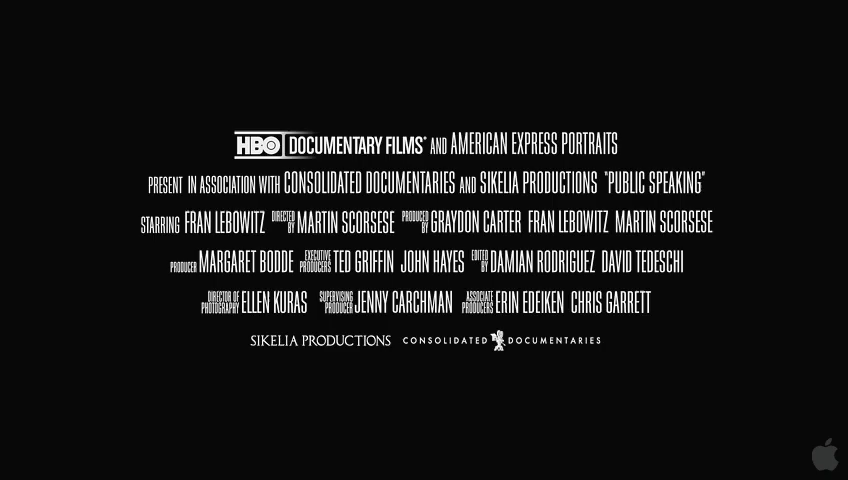 HBO DOCUMENTARY FILMS® AND AMERICAN EXPRESS PORTRAITS
PRESENT IN ASSOCIATION WITH CONSOLIDATED DOCUMENTARIES AND SIKELIA PRODUCTIONS "PUBLIC SPEAKING"
STARRING FRAN LEBOWITZ DIRECTED BY MARTIN SCORSESE PRODUCED BY GRAYDON CARTER FRAN LEBOWITZ MARTIN SCORSESE
PRODUCER MARGARET BODDE EXECUTIVE PRODUCERS TED GRIFFIN JOHN HAYES EDITED BY DAMIAN RODRIGUEZ DAVID TEDESCHI
DIRECTOR OF PHOTOGRAPHY ELLEN KURAS SUPERVISING PRODUCER JENNY CARCHMAN ASSOCIATE PRODUCERS ERIN EDEIKEN CHRIS GARRETT
SIKELIA PRODUCTIONS CONSOLIDATED DOCUMENTARIES